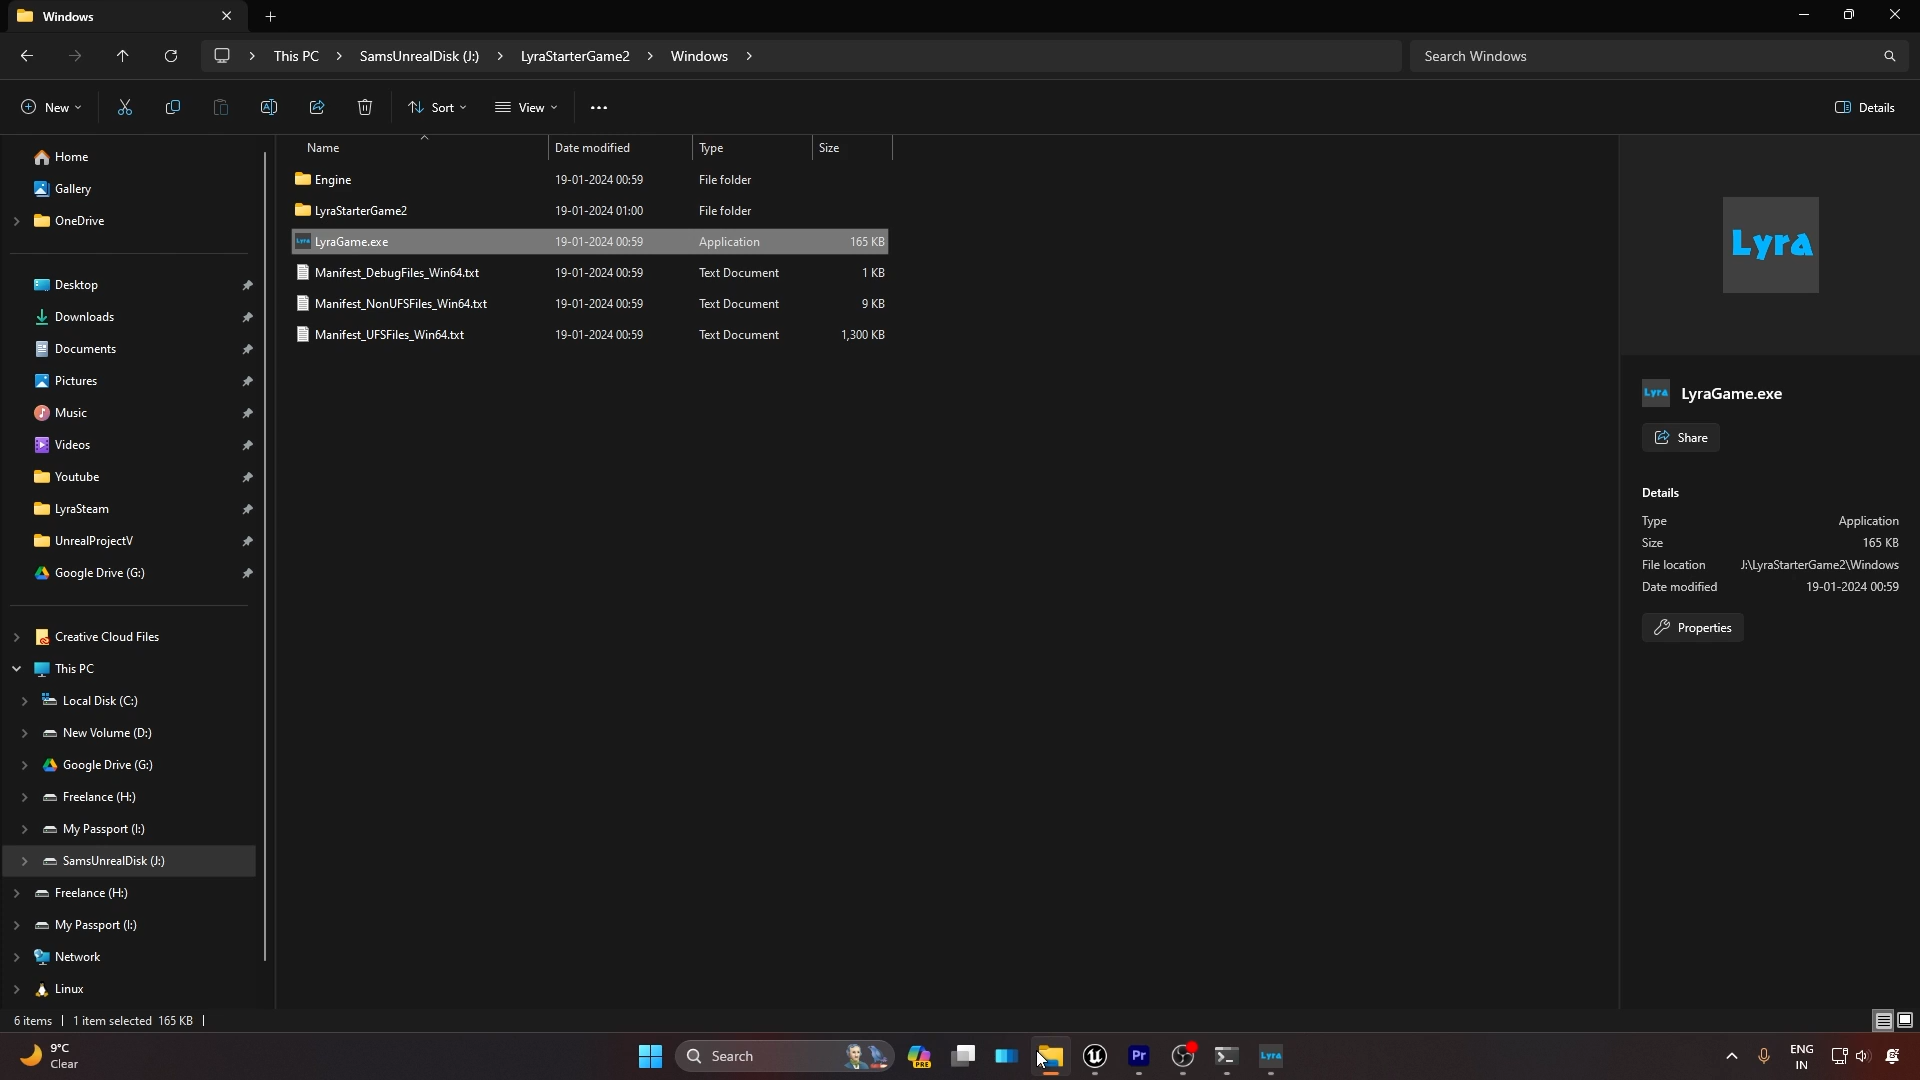 Windows
This PC > SamsUnrealDisk (J:) > LyraStarterGame2 > Windows >
Search Windows
New
Sort
View
Details
Home
Gallery
OneDrive
Desktop
Downloads
Documents
Pictures
Music
Videos
Youtube
LyraSteam
UnrealProjectV
Google Drive (G:)
Creative Cloud Files
This PC
Local Disk (C:)
New Volume (D:)
Google Drive (G:)
Freelance (H:)
My Passport (I:)
SamsUnrealDisk (J:)
Freelance (H:)
My Passport (I:)
Network
Linux
Name Date modified Type Size
Engine 19-01-2024 00:59 File folder
LyraStarterGame2 19-01-2024 01:00 File folder
Lyra LyraGame.exe 19-01-2024 00:59 Application 165 KB
Manifest_DebugFiles_Win64.txt 19-01-2024 00:59 Text Document 1 KB
Manifest_NonUFSFiles_Win64.txt 19-01-2024 00:59 Text Document 9 KB
Manifest_UFSFiles_Win64.txt 19-01-2024 00:59 Text Document 1,300 KB
Lyra
Lyra LyraGame.exe
Share
Details
Type Application
Size 165 KB
File location J:\LyraStarterGame2\Windows
Date modified 19-01-2024 00:59
Properties
6 items | 1 item selected 165 KB |
9°C
Clear
Search
PRE
Pr
Lyra
ENG
IN